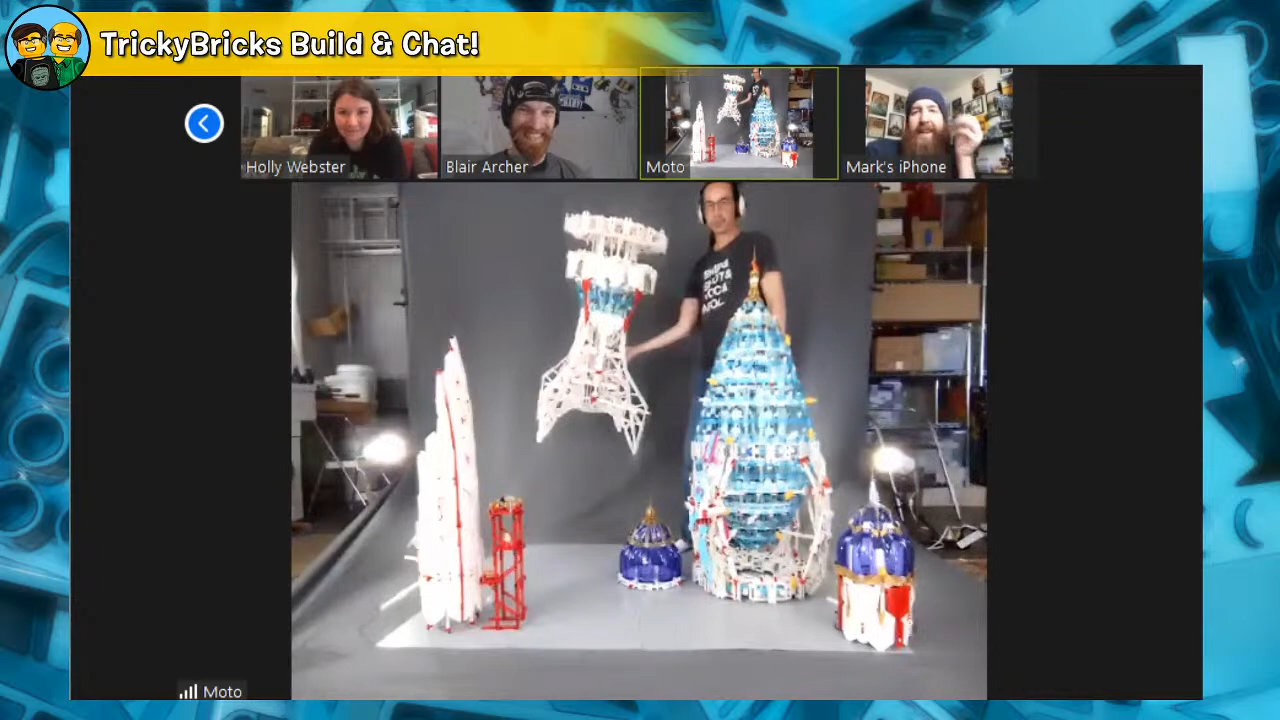 TrickyBricks Build & Chat!
Holly Webster
Blair Archer
Moto
Mark's iPhone
Moto